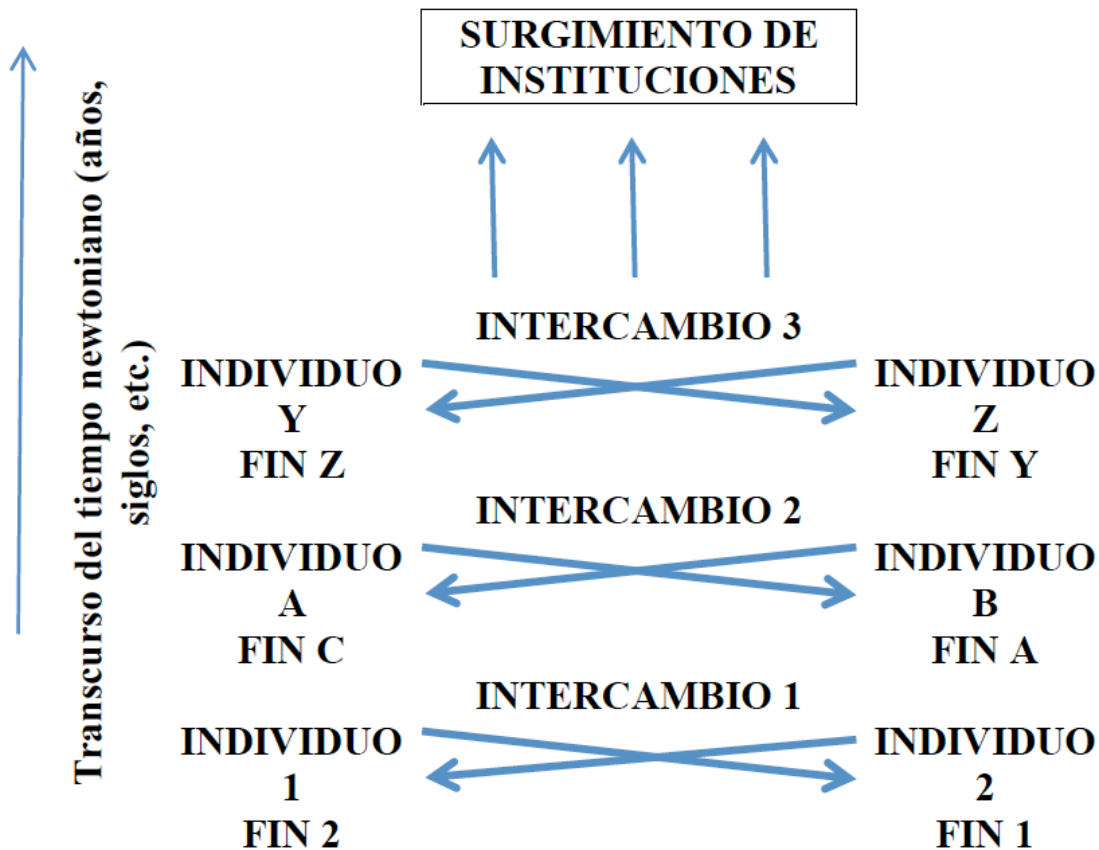 SURGIMIENTO DE
INSTITUCIONES
Transcurso del tiempo newtoniano (años,
siglos, etc.)
INTERCAMBIO 3
INDIVIDUO
Y
FIN Z
INDIVIDUO
Z
FIN Y
INTERCAMBIO 2
INDIVIDUO
A
FIN C
INDIVIDUO
B
FIN A
INTERCAMBIO 1
INDIVIDUO
1
FIN 2
INDIVIDUO
2
FIN 1